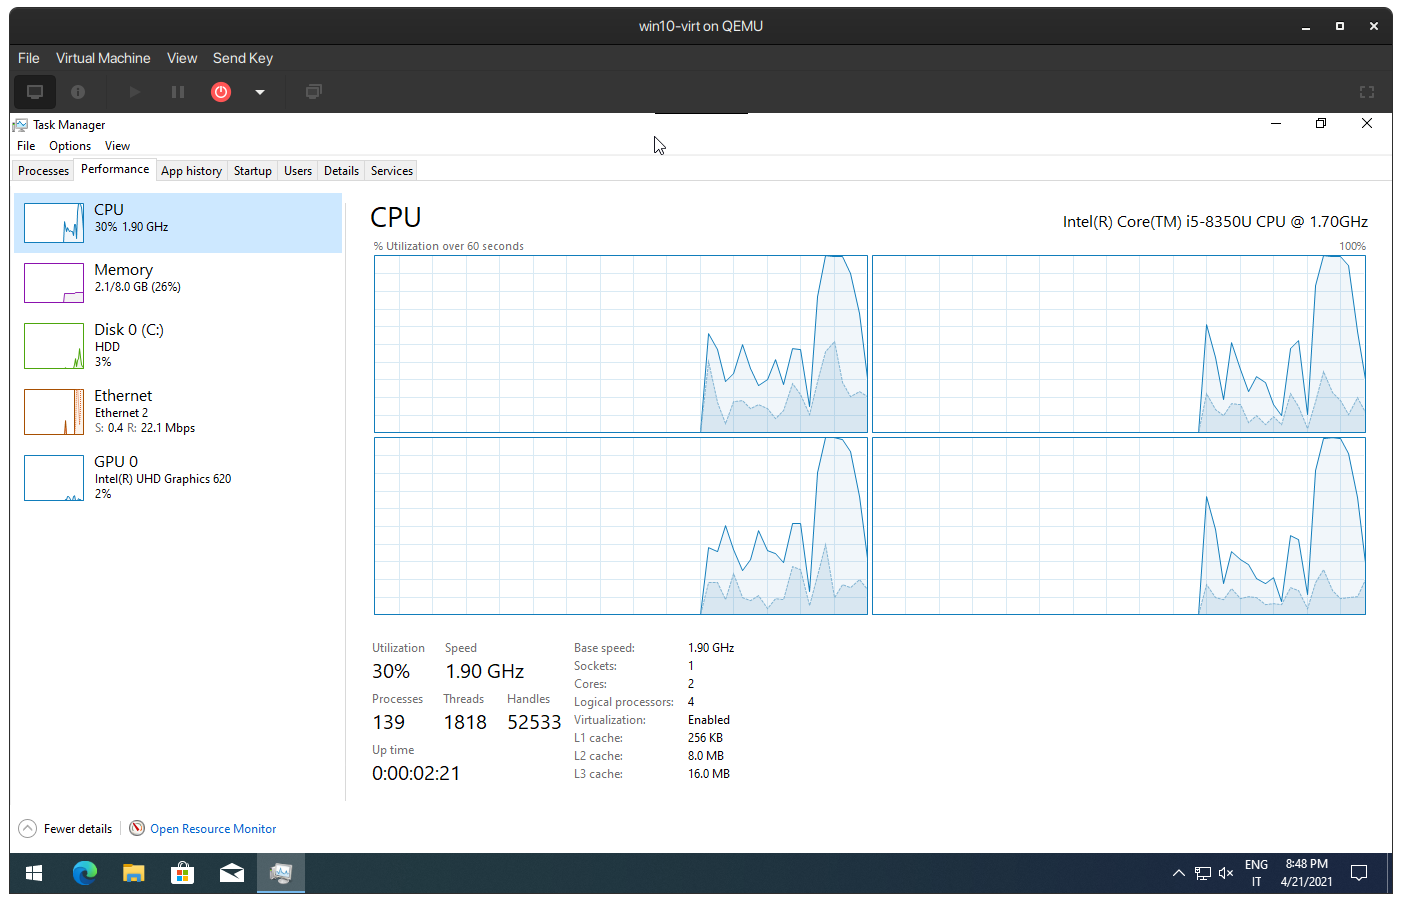 win10-virt on QEMU
File Virtual Machine View Send Key
Task Manager
File Options View
Processes Performance App history Startup Users Details Services
CPU
30% 1.90 GHz
Memory
2.1/8.0 GB (26%)
Disk 0 (C:)
HDD
3%
Ethernet
Ethernet 2
S: 0.4 R: 22.1 Mbps
GPU 0
Intel(R) UHD Graphics 620
2%
CPU
Intel(R) Core(TM) i5-8350U CPU @ 1.70GHz
% Utilization over 60 seconds
100%
Utilization Speed
30% 1.90 GHz
Processes Threads Handles
139 1818 52533
Up time
0:00:02:21
Base speed: 1.90 GHz
Sockets: 1
Cores: 2
Logical processors: 4
Virtualization: Enabled
L1 cache: 256 KB
L2 cache: 8.0 MB
L3 cache: 16.0 MB
Fewer details Open Resource Monitor
ENG
IT
8:48 PM
4/21/2021